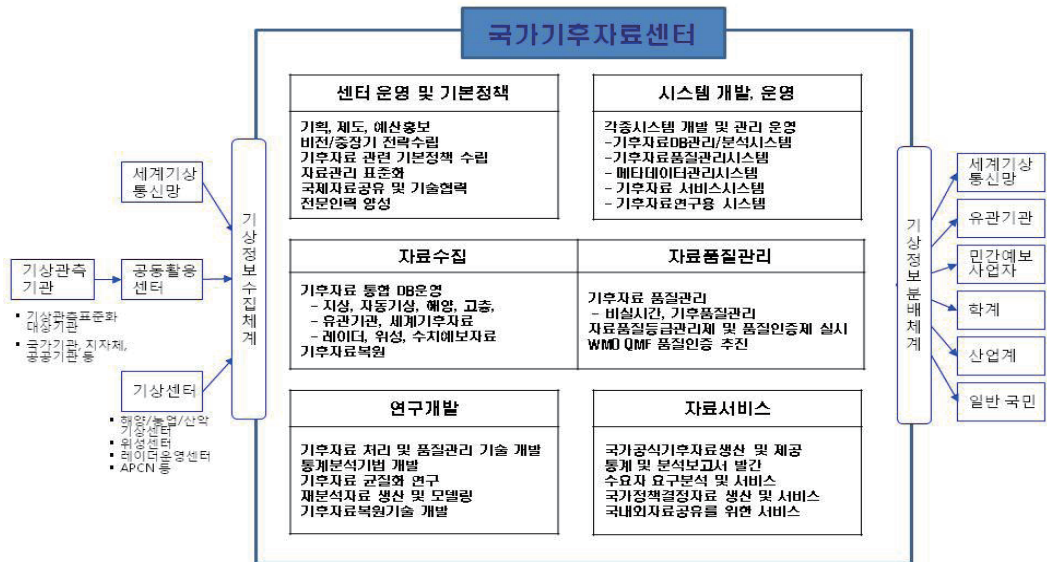 국가기후자료센터
세계기상
통신망
기상관측
기관
공동활용
센터
▪ 기상관측표준화
대상기관
▪ 국가기관, 지자체,
공공기관 등
기상센터
▪ 해양/농업/산악
기상센터
▪ 위성센터
▪ 레이더운영센터
▪ APCN 등
기상정보수집체계
센터 운영 및 기본정책
기획, 제도, 예산홍보
비전/중장기 전략수립
기후자료 관련 기본정책 수립
자료관리 표준화
국제자료공유 및 기술협력
전문인력 양성
시스템 개발, 운영
각종시스템 개발 및 관리 운영
-기후자료DB관리/분석시스템
-기후자료품질관리시스템
- 메타데이터관리시스템
- 기후자료 서비스시스템
- 기후자료연구용 시스템
자료수집
기후자료 통합 DB운영
- 지상, 자동기상, 해양, 고층,
- 유관기관, 세계기후자료
- 레이더, 위성, 수치예보자료
기후자료복원
자료품질관리
기후자료 품질관리
- 비실시간, 기후품질관리
자료품질등급관리제 및 품질인증제 실시
WMO QMF 품질인증 추진
연구개발
기후자료 처리 및 품질관리 기술 개발
통계분석기법 개발
기후자료 균질화 연구
재분석자료 생산 및 모델링
기후자료복원기술 개발
자료서비스
국가공식기후자료생산 및 제공
통계 및 분석보고서 발간
수요자 요구분석 및 서비스
국가정책결정자료 생산 및 서비스
국내외자료공유를 위한 서비스
기상정보분배체계
세계기상
통신망
유관기관
민간예보
사업자
학계
산업계
일반 국민